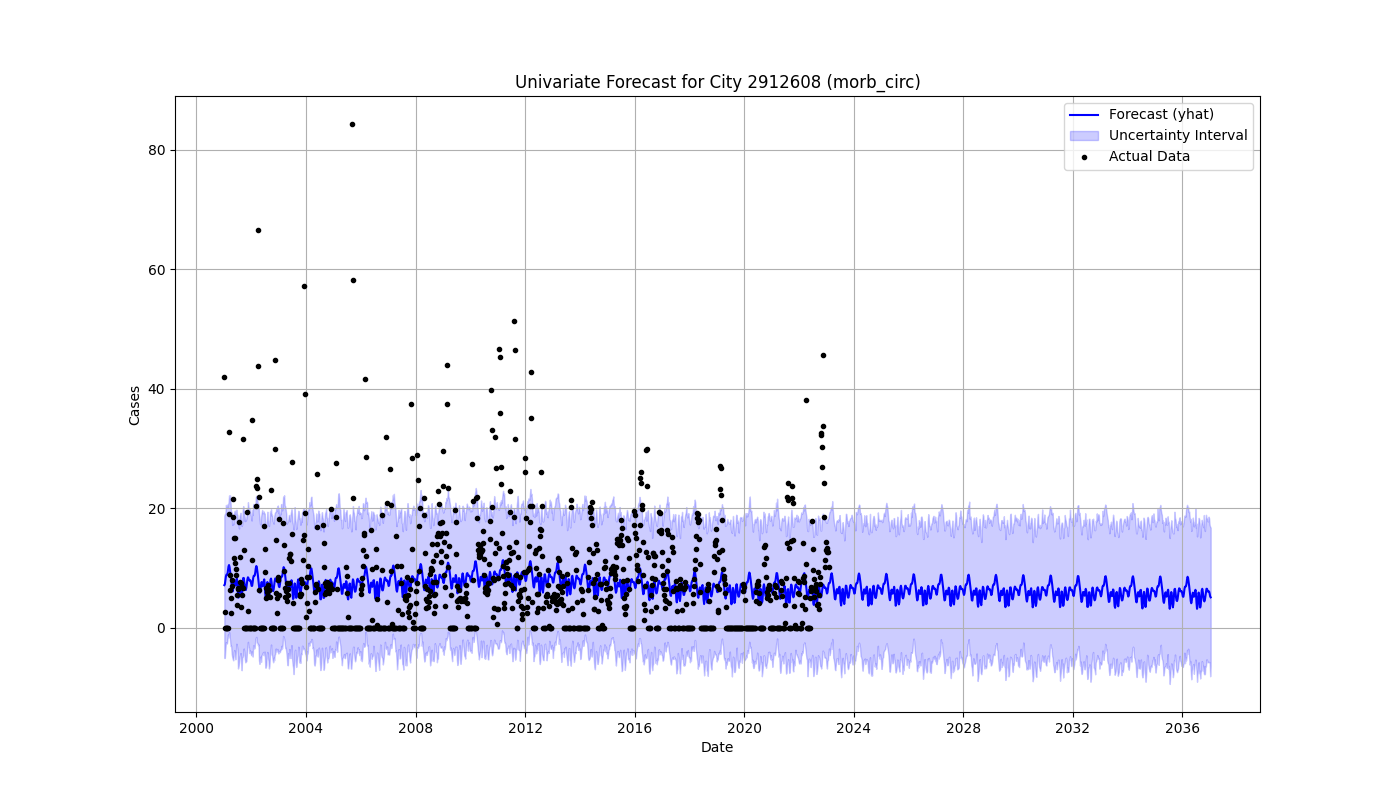 Univariate Forecast for City 2912608 (morb_circ)
Forecast (yhat)
Uncertainty Interval
Actual Data
Cases
80
60
40
20
0
2000 2004 2008 2012 2016 2020 2024 2028 2032 2036
Date